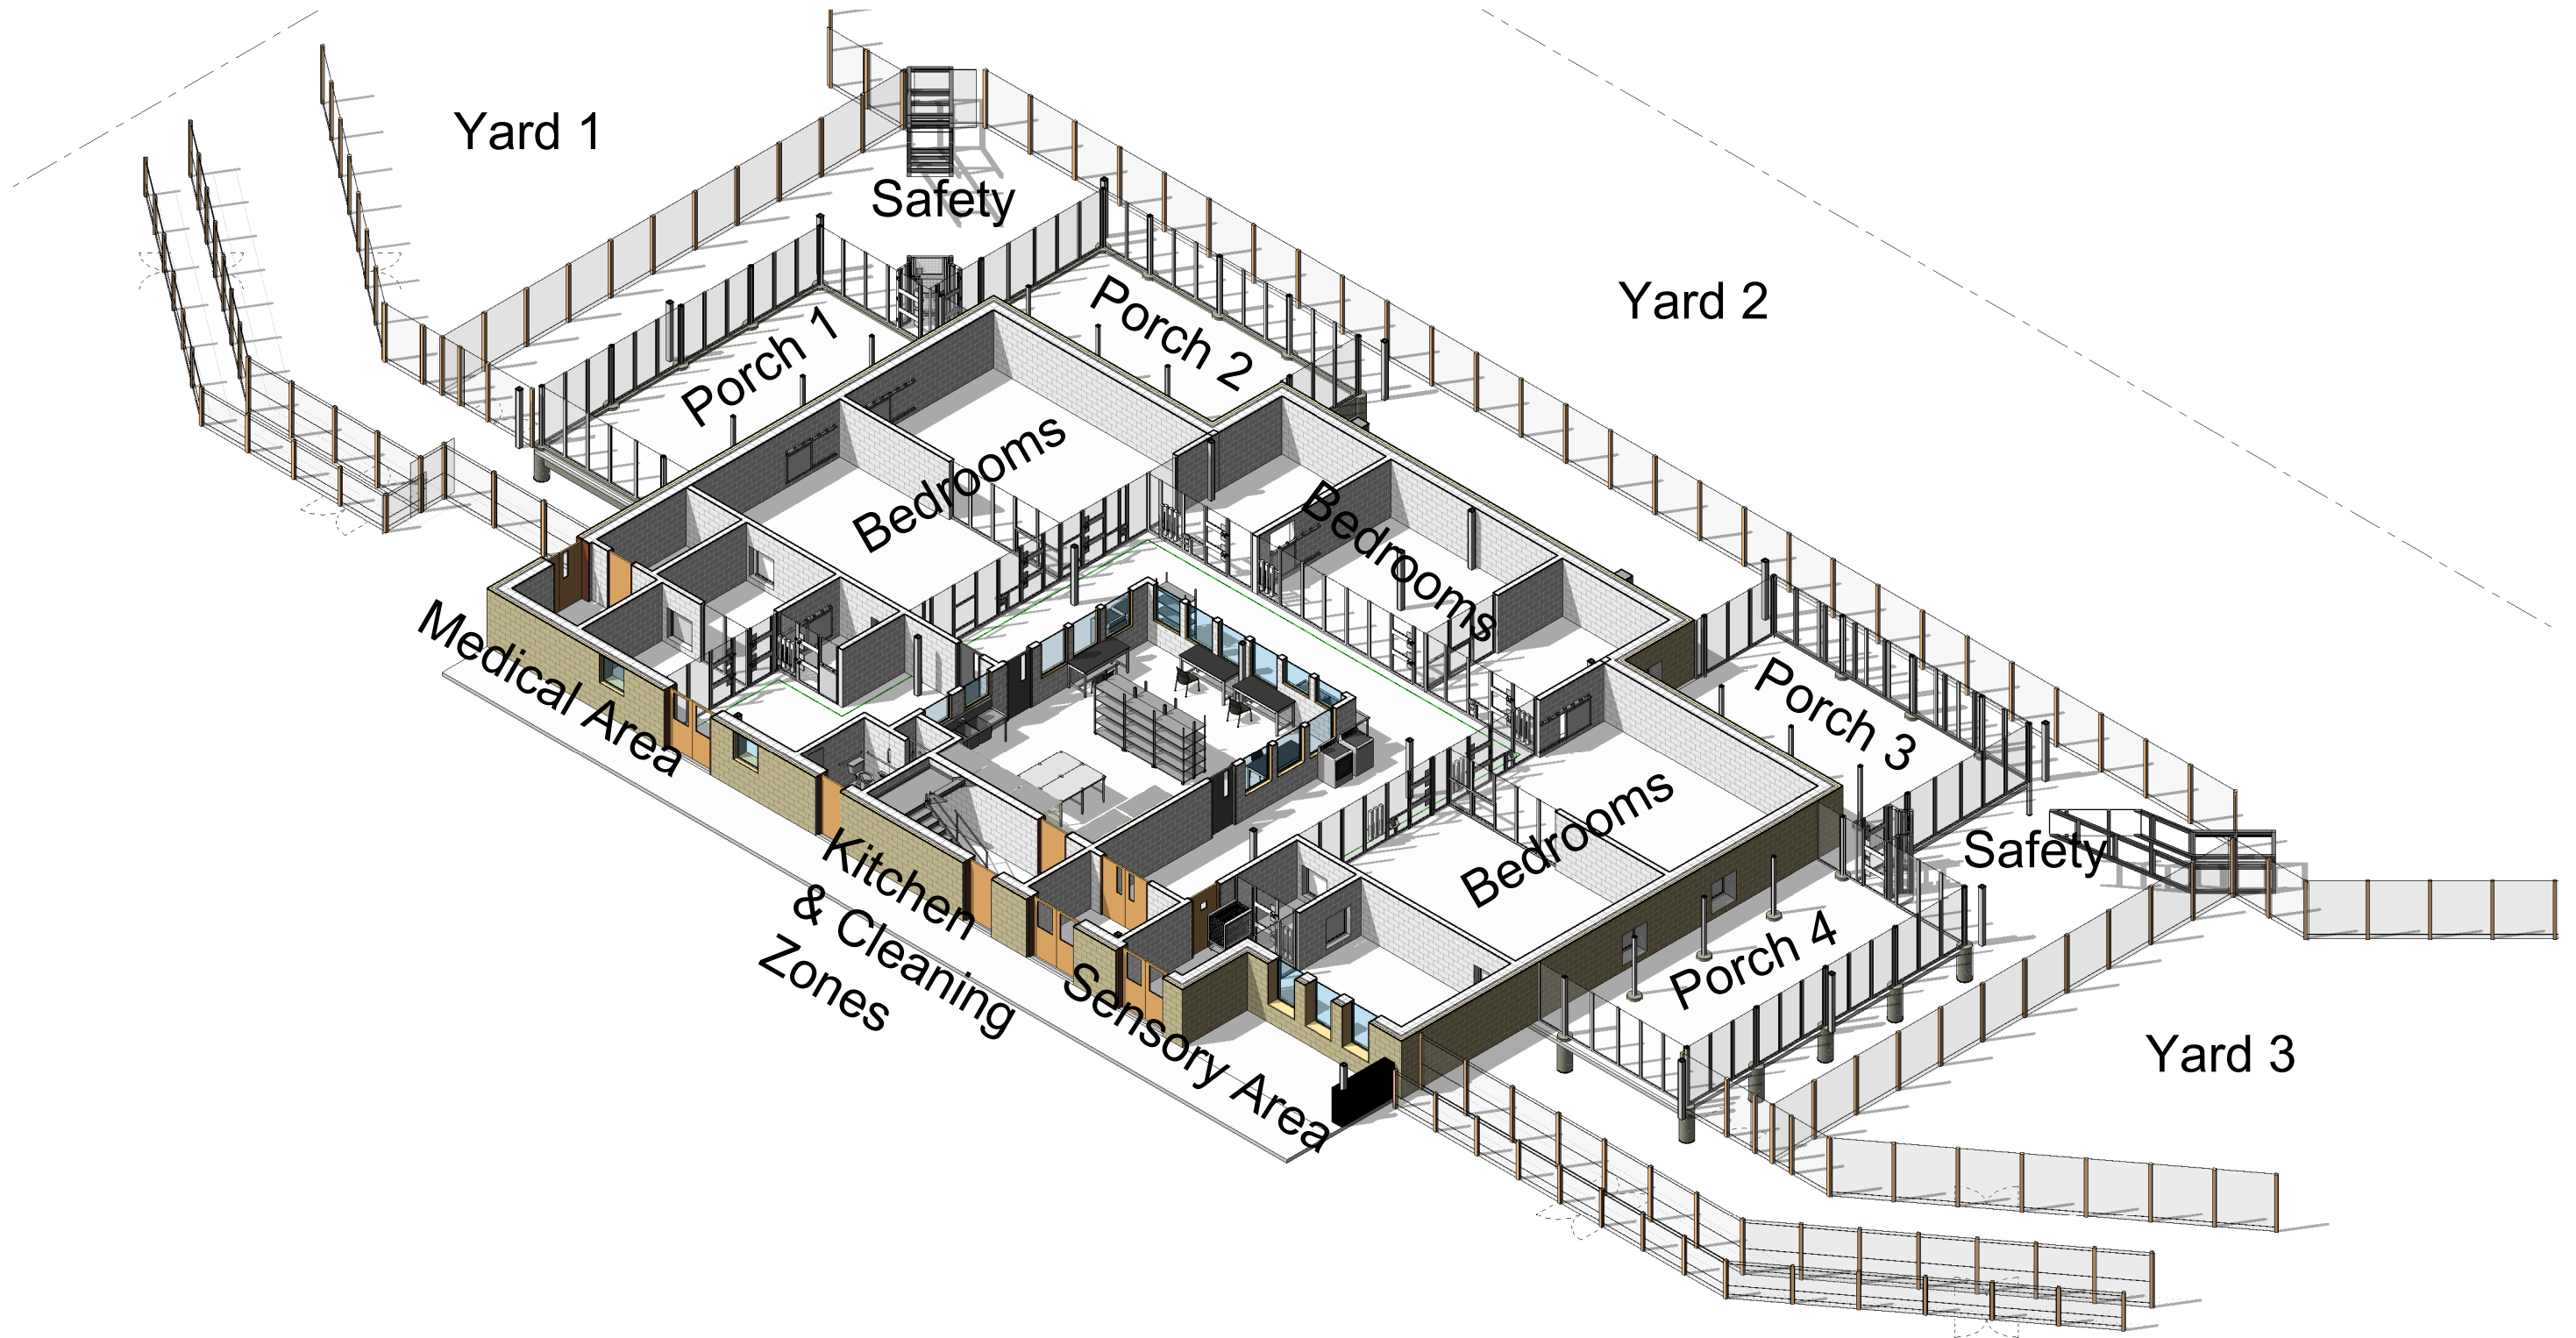 Yard 1
Safety
Yard 2
Porch 1
Porch 2
Bedrooms
Bedrooms
Medical Area
Porch 3
Bedrooms
Safety
Kitchen
& Cleaning
Zones
Sensory Area
Porch 4
Yard 3